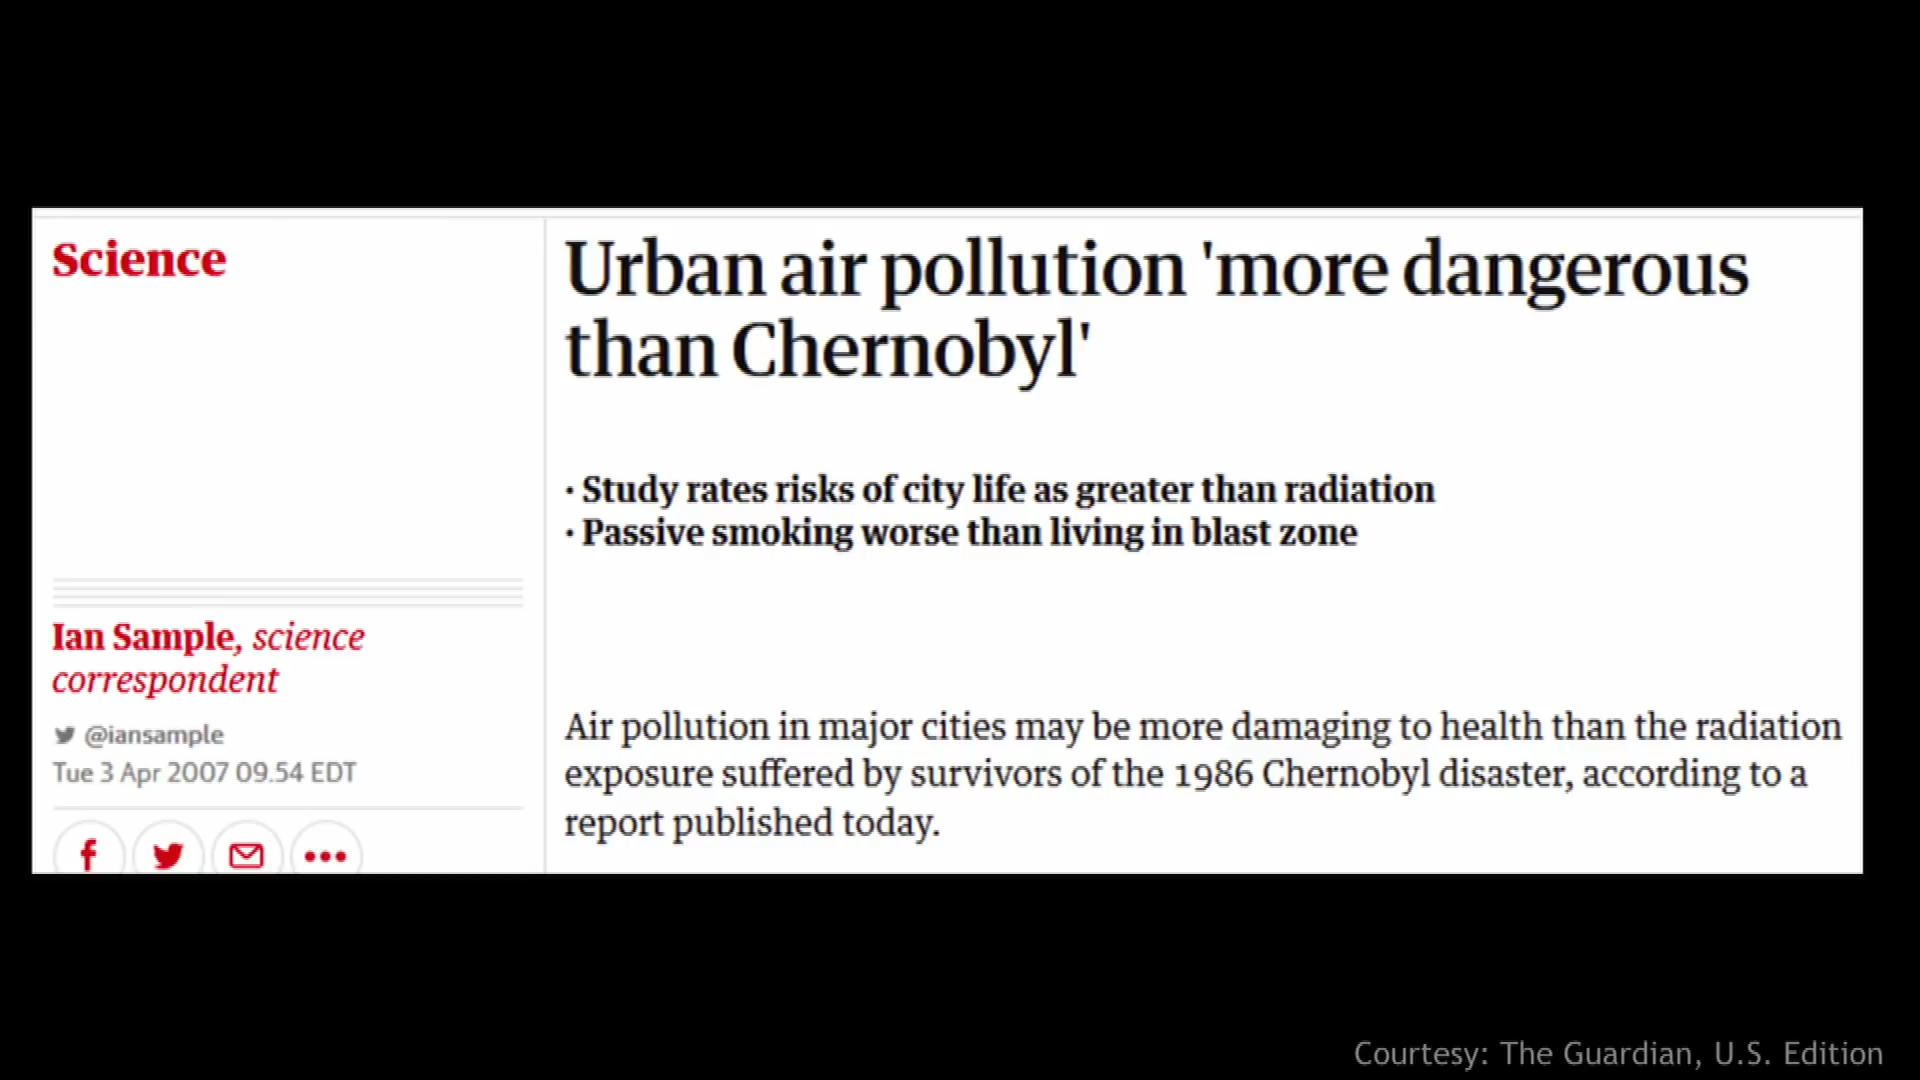 Science
Urban air pollution 'more dangerous
than Chernobyl'
· Study rates risks of city life as greater than radiation
· Passive smoking worse than living in blast zone
Ian Sample, science
correspondent
@iansample
Tue 3 Apr 2007 09.54 EDT
Air pollution in major cities may be more damaging to health than the radiation
exposure suffered by survivors of the 1986 Chernobyl disaster, according to a
report published today.
Courtesy: The Guardian, U.S. Edition